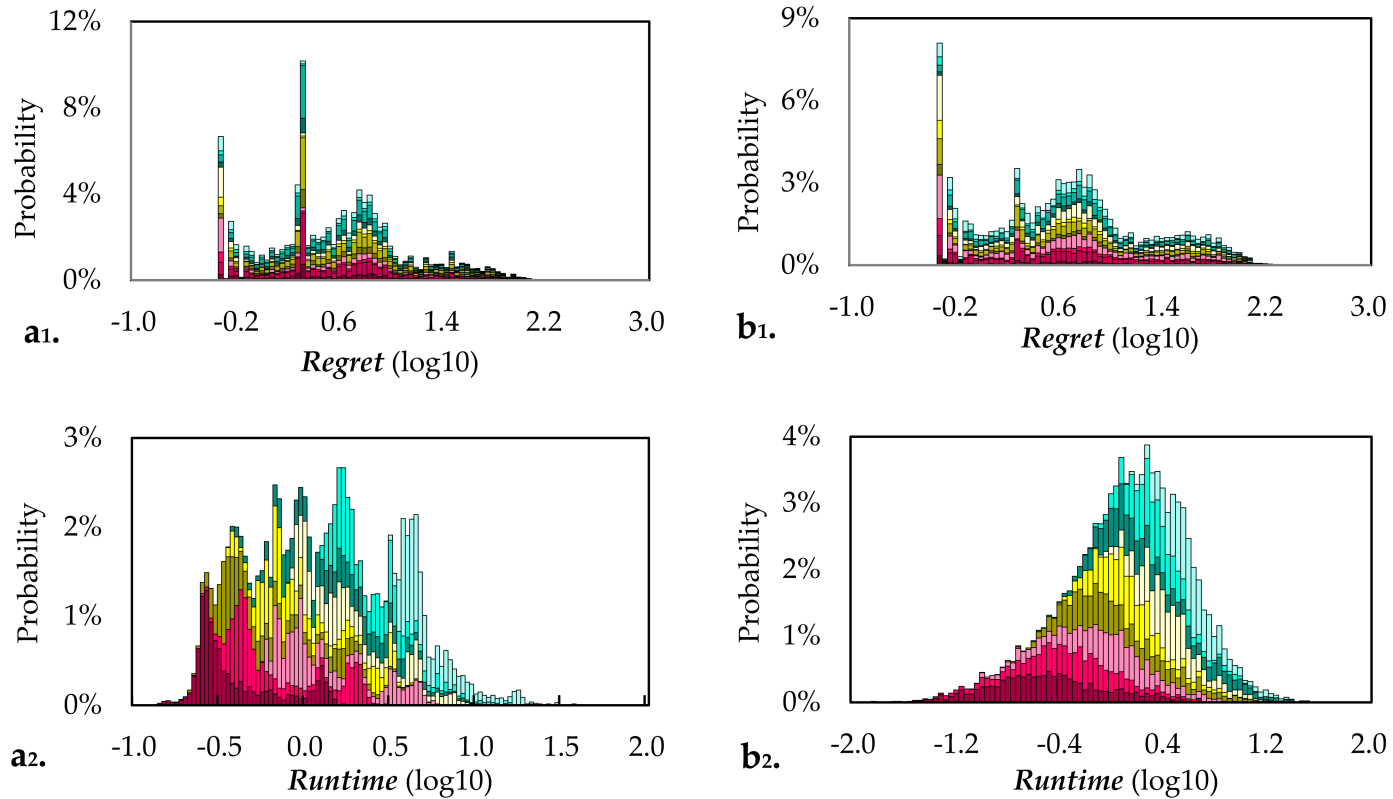 12%
8%
4%
0%
Probability
-1.0 -0.2 0.6 1.4 2.2 3.0
a1.
Regret (log10)
9%
6%
3%
0%
Probability
-1.0 -0.2 0.6 1.4 2.2 3.0
b1.
Regret (log10)
3%
2%
1%
0%
Probability
-1.0 -0.5 0.0 0.5 1.0 1.5 2.0
a2.
Runtime (log10)
4%
3%
2%
1%
0%
Probability
-2.0 -1.2 -0.4 0.4 1.2 2.0
b2.
Runtime (log10)